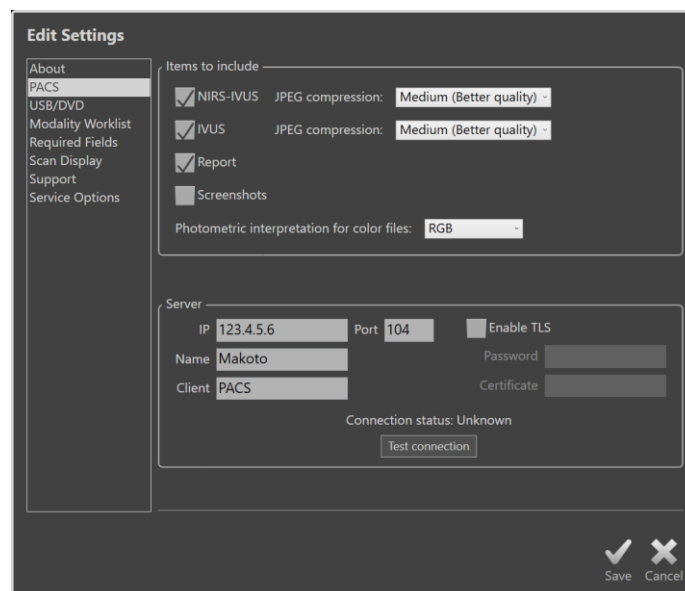 Edit Settings
About
PACS
USB/DVD
Modality Worklist
Required Fields
Scan Display
Support
Service Options
Items to include
NIRS-IVUS JPEG compression: Medium (Better quality)
IVUS JPEG compression: Medium (Better quality)
Report
Screenshots
Photometric interpretation for color files: RGB
Server
IP 123.4.5.6 Port 104 Enable TLS
Name Makoto Password
Client PACS Certificate
Connection status: Unknown
Test connection
Save Cancel